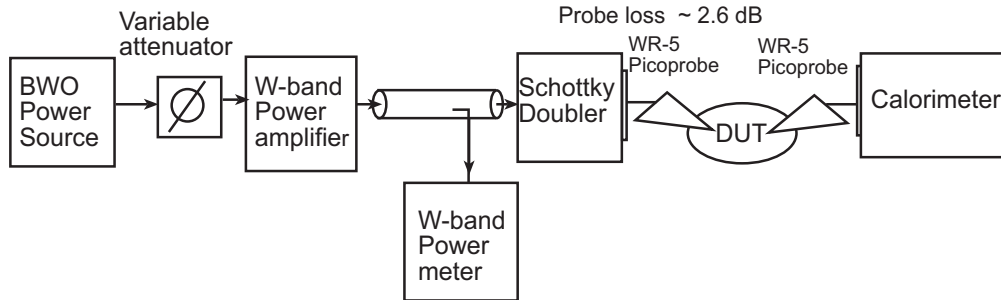 Probe loss ~ 2.6 dB
Variable
attenuator
WR-5
Picoprobe
WR-5
Picoprobe
BWO
Power
Source
W-band
Power
amplifier
Schottky
Doubler
DUT
Calorimeter
W-band
Power
meter